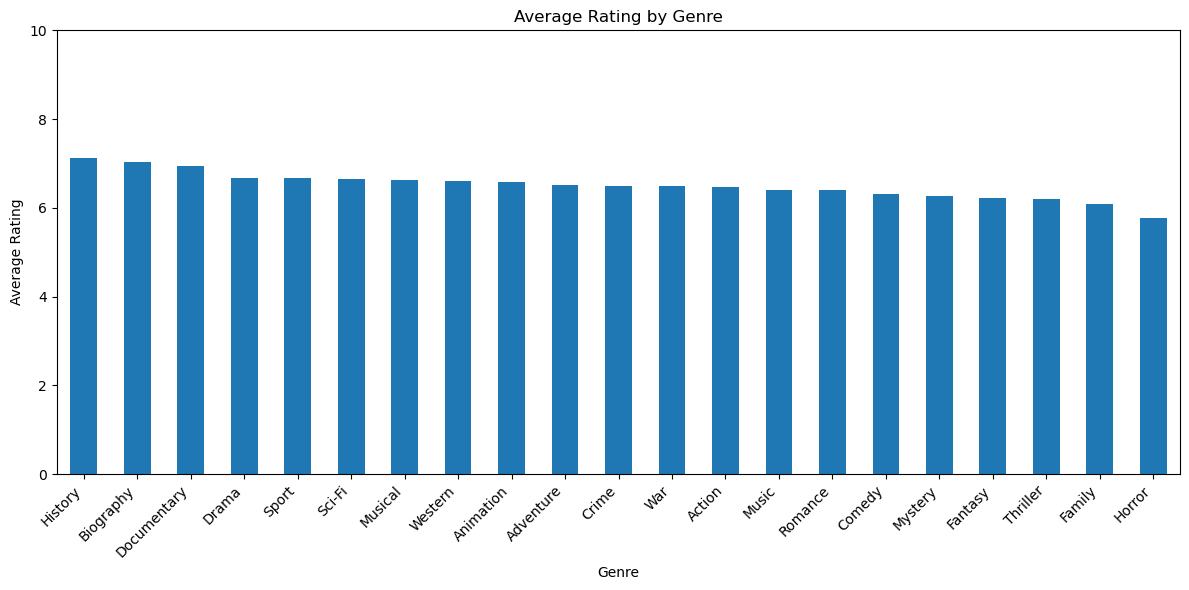 Average Rating by Genre
Average Rating
10
8
6
4
2
0
History
Biography
Documentary
Drama
Sport
Sci-Fi
Musical
Western
Animation
Adventure
Crime
War
Action
Music
Romance
Comedy
Mystery
Fantasy
Thriller
Family
Horror
Genre